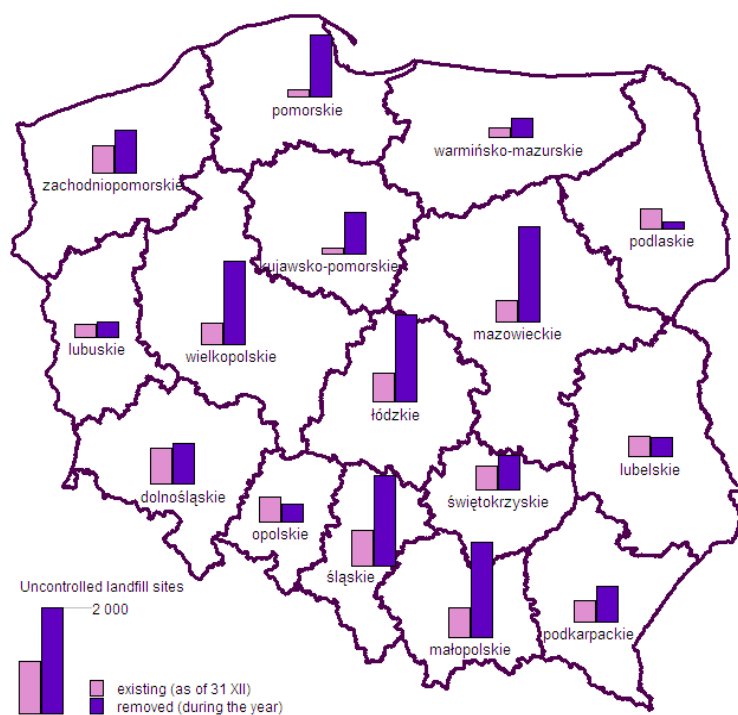 pomorskie
warmińsko-mazurskie
zachodniopomorskie
podlaskie
kujawsko-pomorskie
mazowieckie
lubuskie
wielkopolskie
łódzkie
lubelskie
dolnośląskie
świętokrzyskie
opolskie
śląskie
podkarpackie
małopolskie
Uncontrolled landfill sites
2 000
existing (as of 31 XII)
removed (during the year)